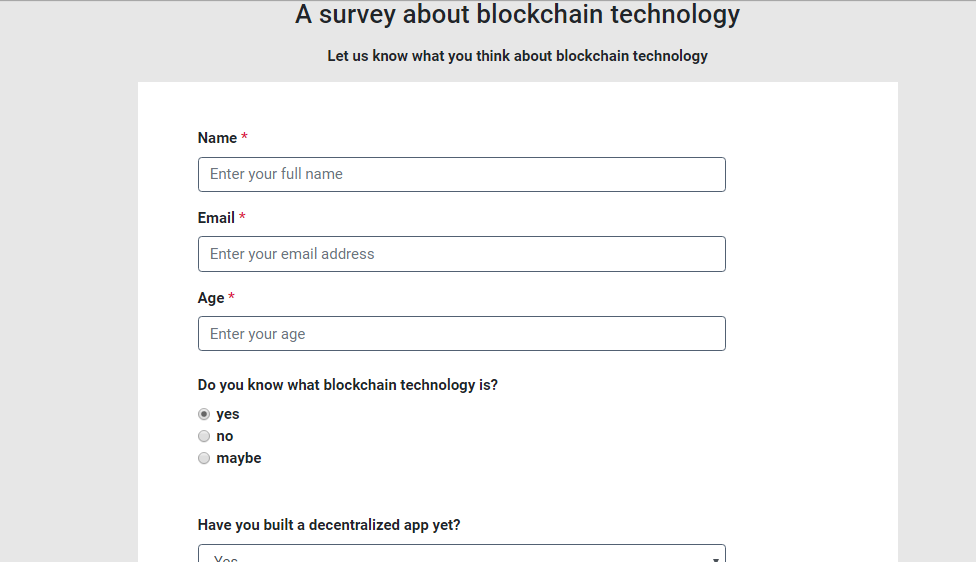 A survey about blockchain technology
Let us know what you think about blockchain technology
Name *
Enter your full name
Email *
Enter your email address
Age *
Enter your age
Do you know what blockchain technology is?
yes
no
maybe
Have you built a decentralized app yet?
Yes